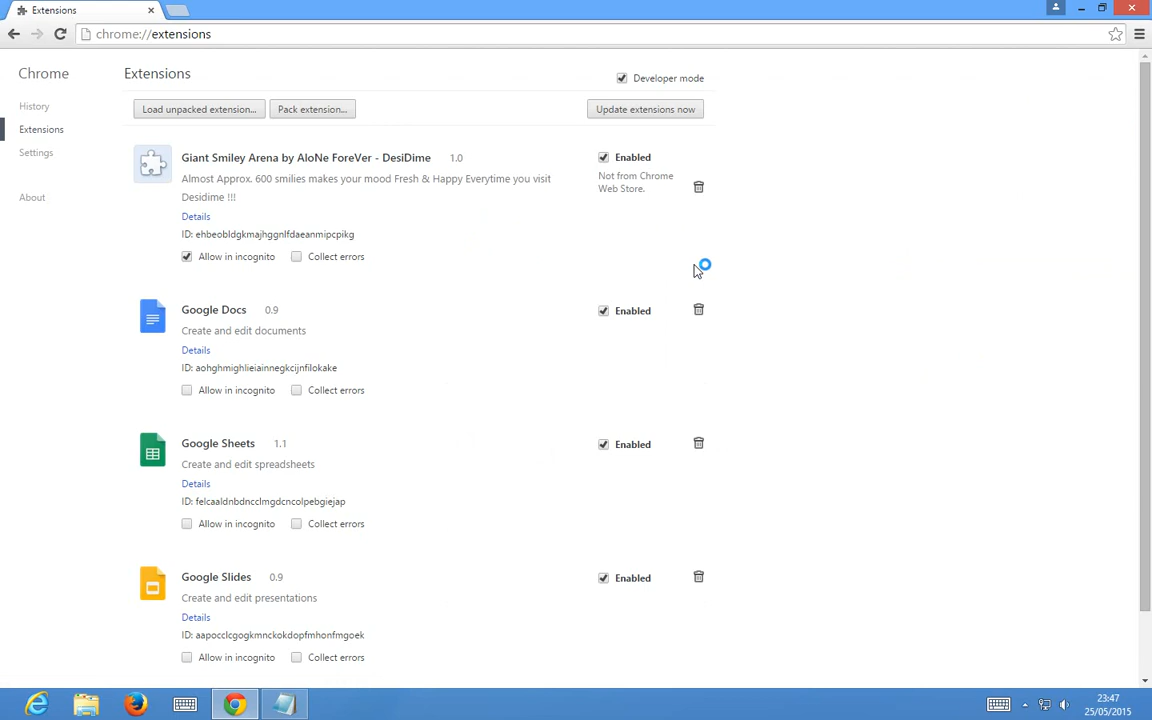 Extensions
chrome://extensions
Chrome
History
Extensions
Settings
About
Extensions
Developer mode
Load unpacked extension...
Pack extension...
Update extensions now
Giant Smiley Arena by AloNe ForeVer - DesiDime 1.0
Almost Approx. 600 smilies makes your mood Fresh & Happy Everytime you visit
Desidime !!!
Details
ID: ehbeobldgkmajhggnlfdaeanmipcpikg
Allow in incognito Collect errors
Enabled
Not from Chrome
Web Store.
Google Docs 0.9
Create and edit documents
Details
ID: aohghmighlieiainnegkcijnfilokake
Allow in incognito Collect errors
Enabled
Google Sheets 1.1
Create and edit spreadsheets
Details
ID: felcaaldnbdncclmgdcncolpebgiejap
Allow in incognito Collect errors
Enabled
Google Slides 0.9
Create and edit presentations
Details
ID: aapocclcgogkmnckokdopfmhonfmgoek
Allow in incognito Collect errors
Enabled
23:47
25/05/2015